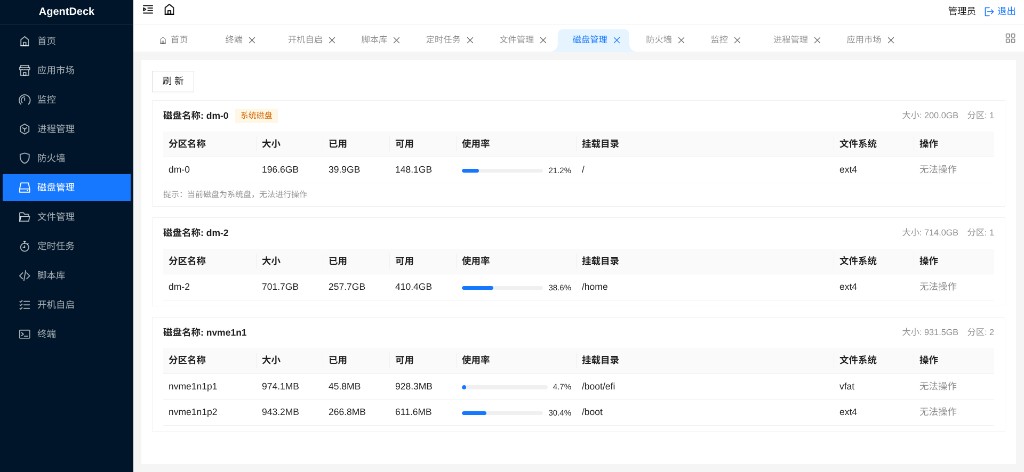 AgentDeck
管理员 退出
首页
应用市场
监控
进程管理
防火墙
磁盘管理
文件管理
定时任务
脚本库
开机自启
终端
首页 终端 开机自启 脚本库 定时任务 文件管理 磁盘管理 防火墙 监控 进程管理 应用市场
刷 新
磁盘名称: dm-0 系统磁盘 大小: 200.0GB 分区: 1
分区名称 大小 已用 可用 使用率 挂载目录 文件系统 操作
dm-0 196.6GB 39.9GB 148.1GB 21.2% / ext4 无法操作
提示: 当前磁盘为系统盘，无法进行操作
磁盘名称: dm-2 大小: 714.0GB 分区: 1
分区名称 大小 已用 可用 使用率 挂载目录 文件系统 操作
dm-2 701.7GB 257.7GB 410.4GB 38.6% /home ext4 无法操作
磁盘名称: nvme1n1 大小: 931.5GB 分区: 2
分区名称 大小 已用 可用 使用率 挂载目录 文件系统 操作
nvme1n1p1 974.1MB 45.8MB 928.3MB 4.7% /boot/efi vfat 无法操作
nvme1n1p2 943.2MB 266.8MB 611.6MB 30.4% /boot ext4 无法操作